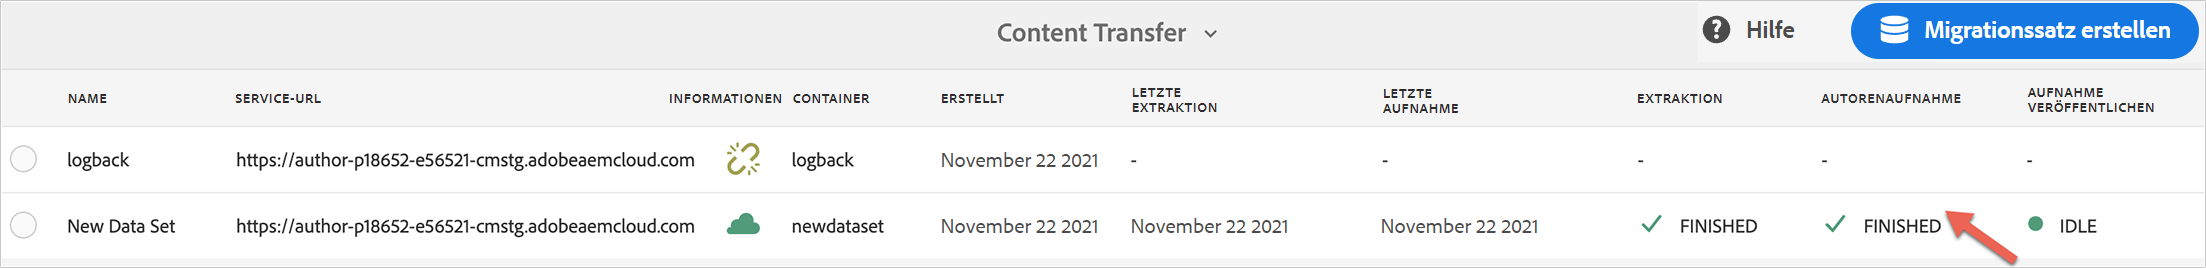 Content Transfer
Hilfe
Migrationssatz erstellen
NAME SERVICE-URL INFORMATIONEN CONTAINER ERSTELLT LETZTE EXTRAKTION LETZTE AUFNAHME EXTRAKTION AUTORENAUFNAHME AUFNAHME VERÖFFENTLICHEN
logback https://author-p18652-e56521-cmstg.adobeaemcloud.com logback November 22 2021 - - - - -
New Data Set https://author-p18652-e56521-cmstg.adobeaemcloud.com newdataset November 22 2021 November 22 2021 November 22 2021 FINISHED FINISHED IDLE